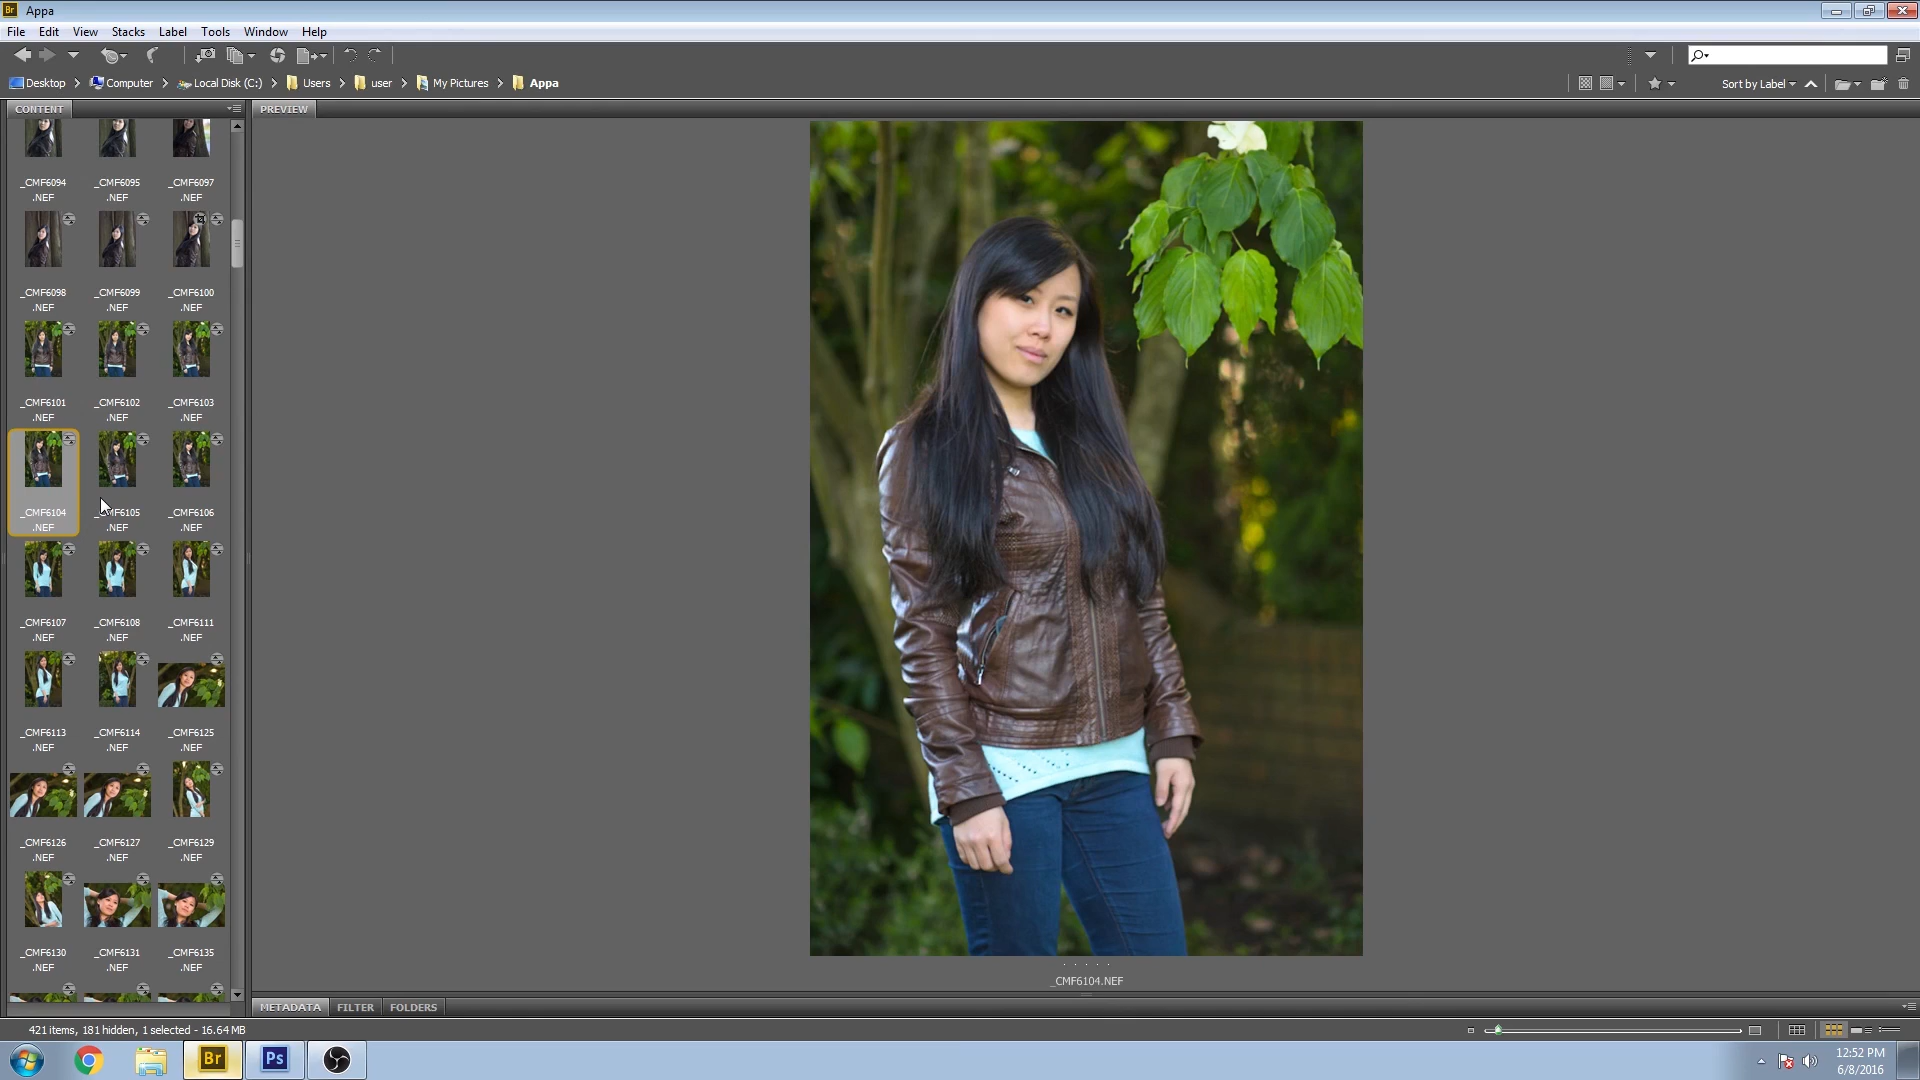 Br Appa
File Edit View Stacks Label Tools Window Help
Desktop Computer Local Disk (C:) Users user My Pictures Appa Sort by Label
CONTENT PREVIEW
_CMF6094 _CMF6095 _CMF6097
.NEF .NEF .NEF
_CMF6098 _CMF6099 _CMF6100
.NEF .NEF .NEF
_CMF6101 _CMF6102 _CMF6103
.NEF .NEF .NEF
_CMF6104 _CMF6105 _CMF6106
.NEF .NEF .NEF
_CMF6107 _CMF6108 _CMF6111
.NEF .NEF .NEF
_CMF6113 _CMF6114 _CMF6125
.NEF .NEF .NEF
_CMF6126 _CMF6127 _CMF6129
.NEF .NEF .NEF
_CMF6130 _CMF6131 _CMF6135
.NEF .NEF .NEF
_CMF6104.NEF
METADATA FILTER FOLDERS
421 items, 181 hidden, 1 selected - 16.64 MB
Br Ps 12:52 PM
6/8/2016